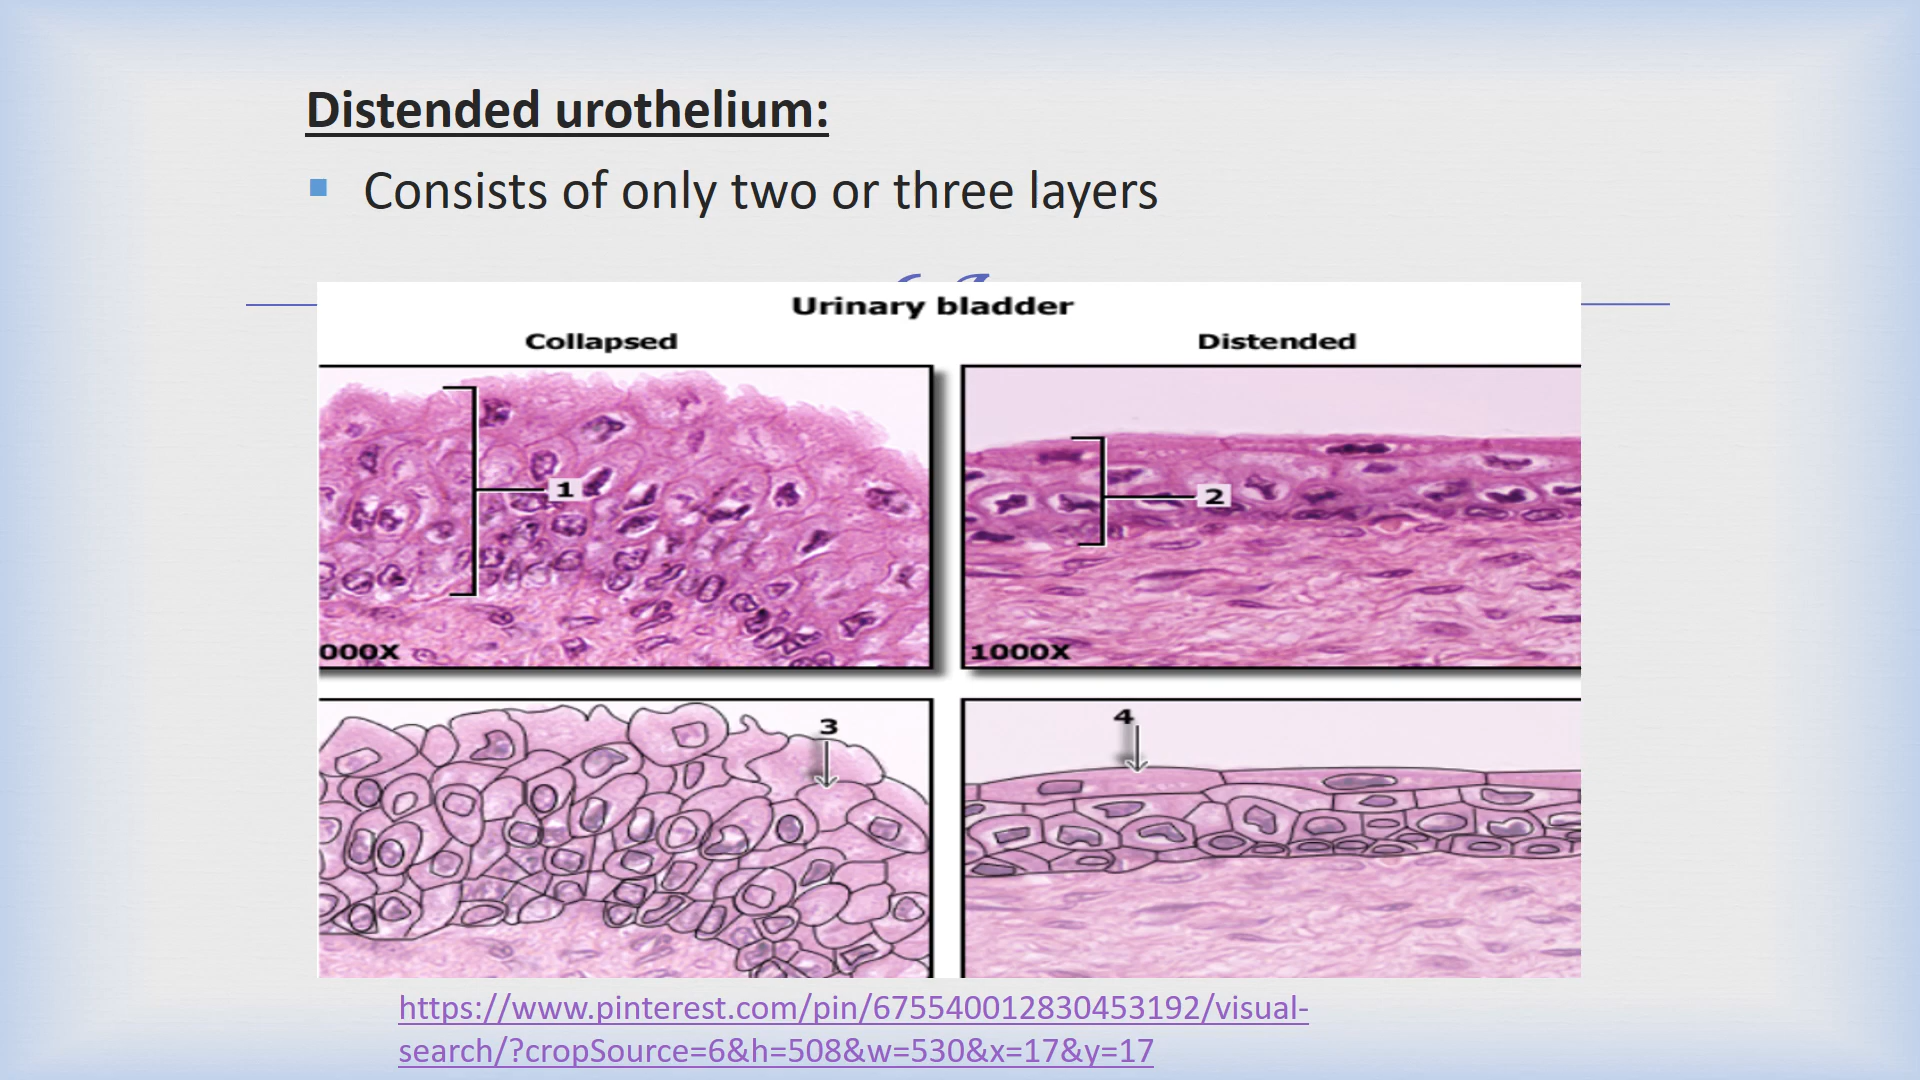 Distended urothelium:
Consists of only two or three layers
Urinary bladder
Collapsed
Distended
1
2
000X
1000X
3
4
https://www.pinterest.com/pin/675540012830453192/visual-
search/?cropSource=6&h=508&w=530&x=17&y=17